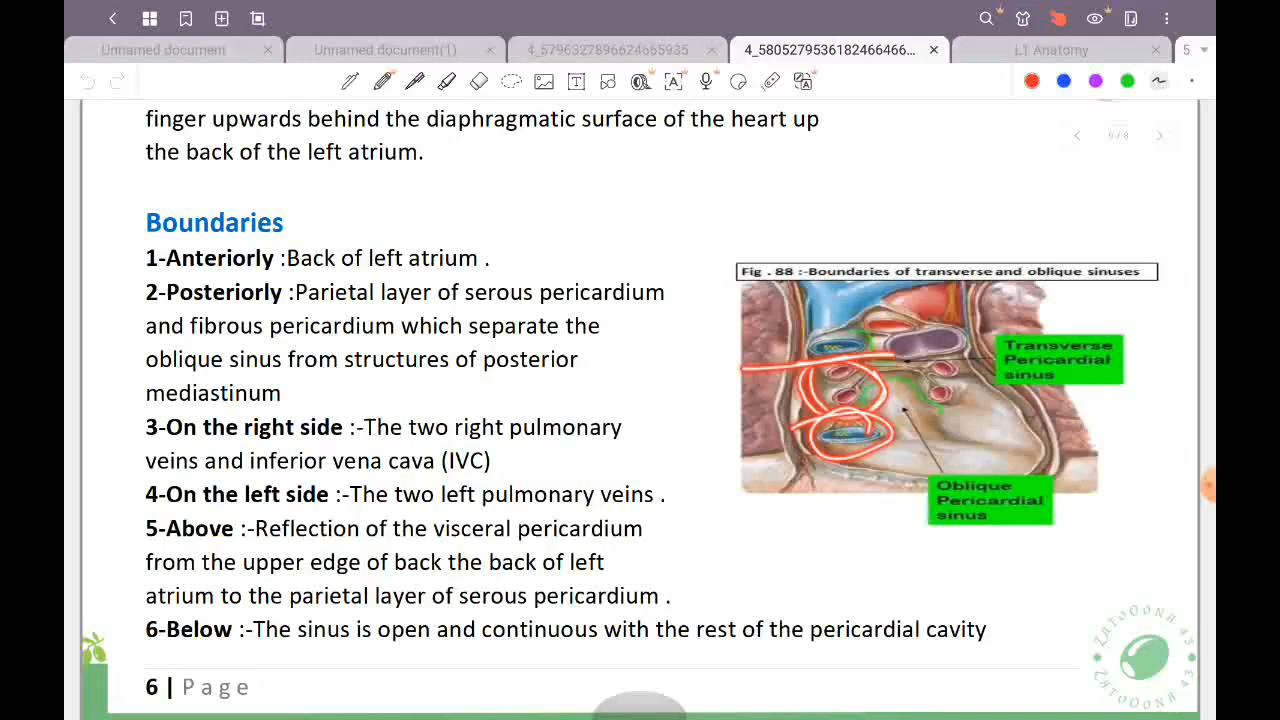 Unnamed document
Unnamed document(1)
4_5796327896624665935
4_5805279536182466466...
L1 Anatomy
5
finger upwards behind the diaphragmatic surface of the heart up
the back of the left atrium.
Boundaries
1-Anteriorly :Back of left atrium .
2-Posteriorly :Parietal layer of serous pericardium
and fibrous pericardium which separate the
oblique sinus from structures of posterior
mediastinum
3-On the right side :-The two right pulmonary
veins and inferior vena cava (IVC)
4-On the left side :-The two left pulmonary veins .
5-Above :-Reflection of the visceral pericardium
from the upper edge of back the back of left
atrium to the parietal layer of serous pericardium .
6-Below :-The sinus is open and continuous with the rest of the pericardial cavity
Fig . 88 :-Boundaries of transverse and oblique sinuses
SVC
Transverse
Pericardial
sinus
Oblique
Pericardial
sinus
6 | Page
ZATOOONA 43
ZATOOONA 43